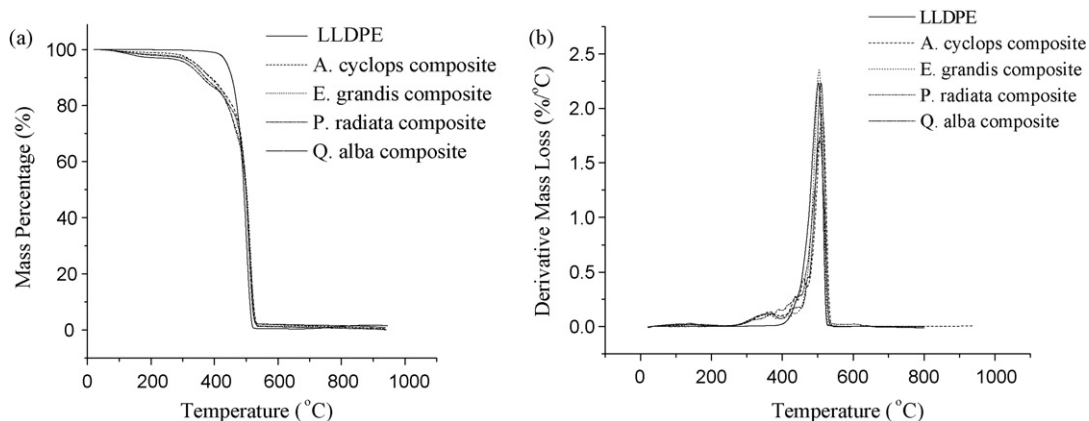 (a)
LLDPE
A. cyclops composite
E. grandis composite
P. radiata composite
Q. alba composite
Mass Percentage (%)
100
80
60
40
20
0
0 200 400 600 800 1000
Temperature (°C)
(b)
LLDPE
A. cyclops composite
E. grandis composite
P. radiata composite
Q. alba composite
Derivative Mass Loss (%/°C)
2.5
2.0
1.5
1.0
0.5
0.0
0 200 400 600 800 1000
Temperature (°C)